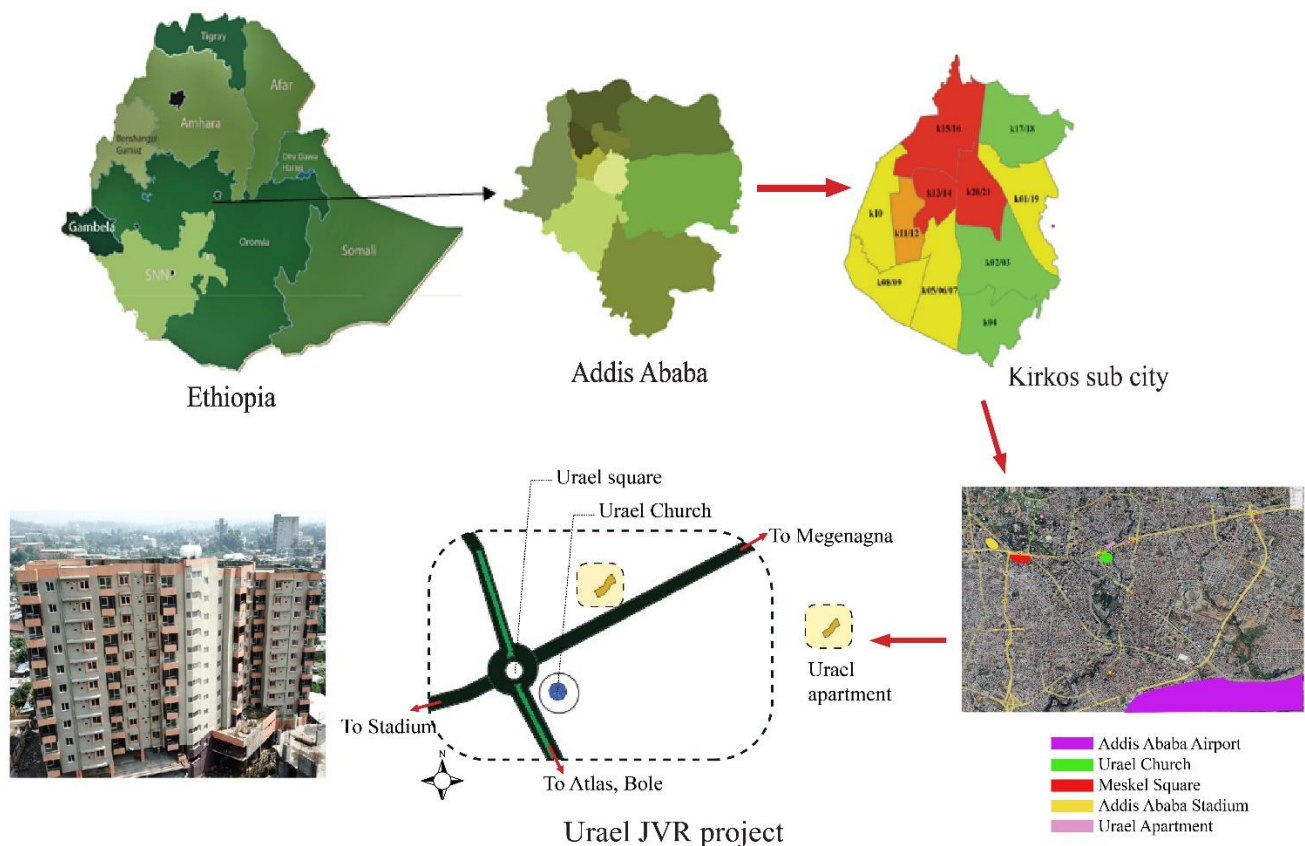 Tigray
Afar
Amhara
Benshangul
Gumuz
Dire Dawa
Harari
Gambela
Oromia
Somali
SNNP
Ethiopia
Addis Ababa
k15/16
k17/18
k13/14
k20/21
k01/19
k10
k11/12
k02/03
k08/09
k05/06/07
k04
Kirkos sub city
Urael square
Urael Church
To Megenagna
To Stadium
N
To Atlas, Bole
Urael
apartment
Urael JVR project
Addis Ababa Airport
Urael Church
Meskel Square
Addis Ababa Stadium
Urael Apartment